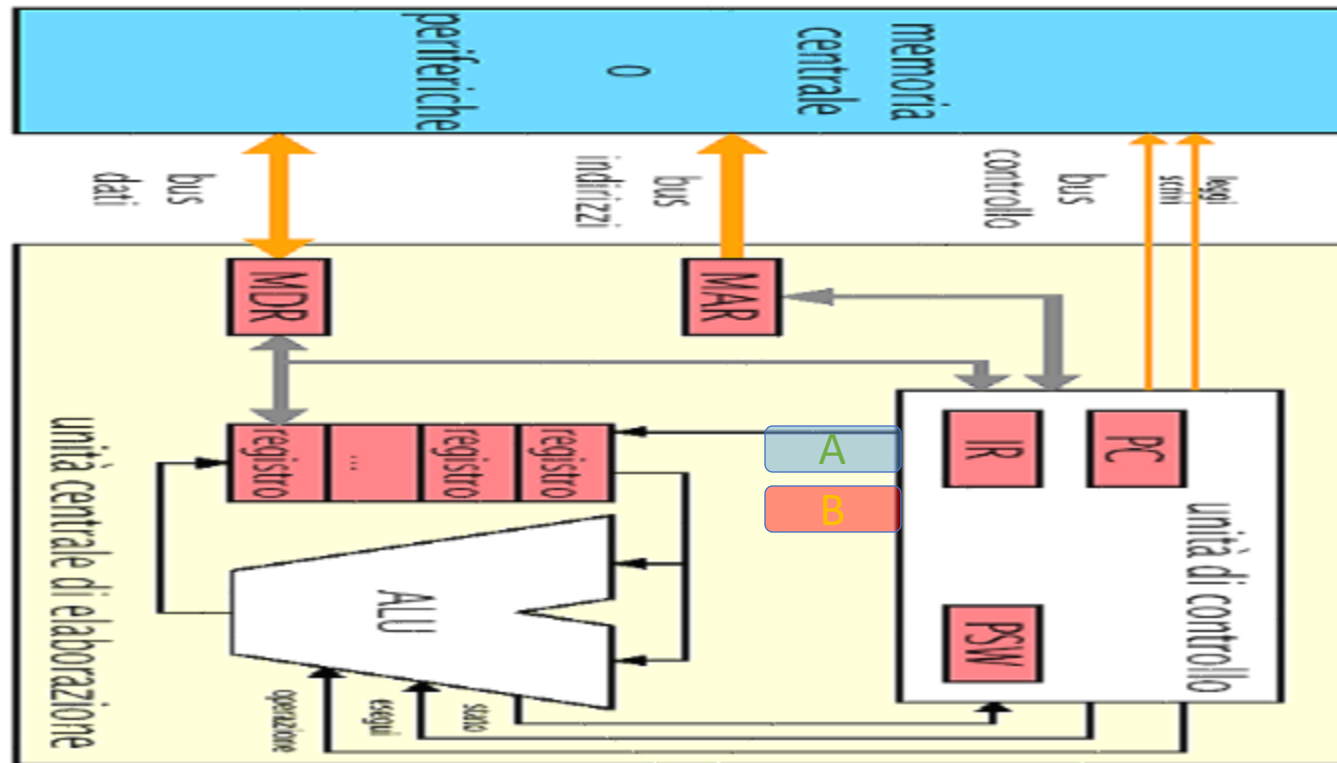 memoria
centrale
o
periferiche
leggi
scrivi
bus
controllo
bus
indirizzi
bus
dati
MDR
MAR
PC
IR
PSW
unità di controllo
A
B
registro
...
registro
registro
ALU
stato
esegui
operazione
unità centrale di elaborazione